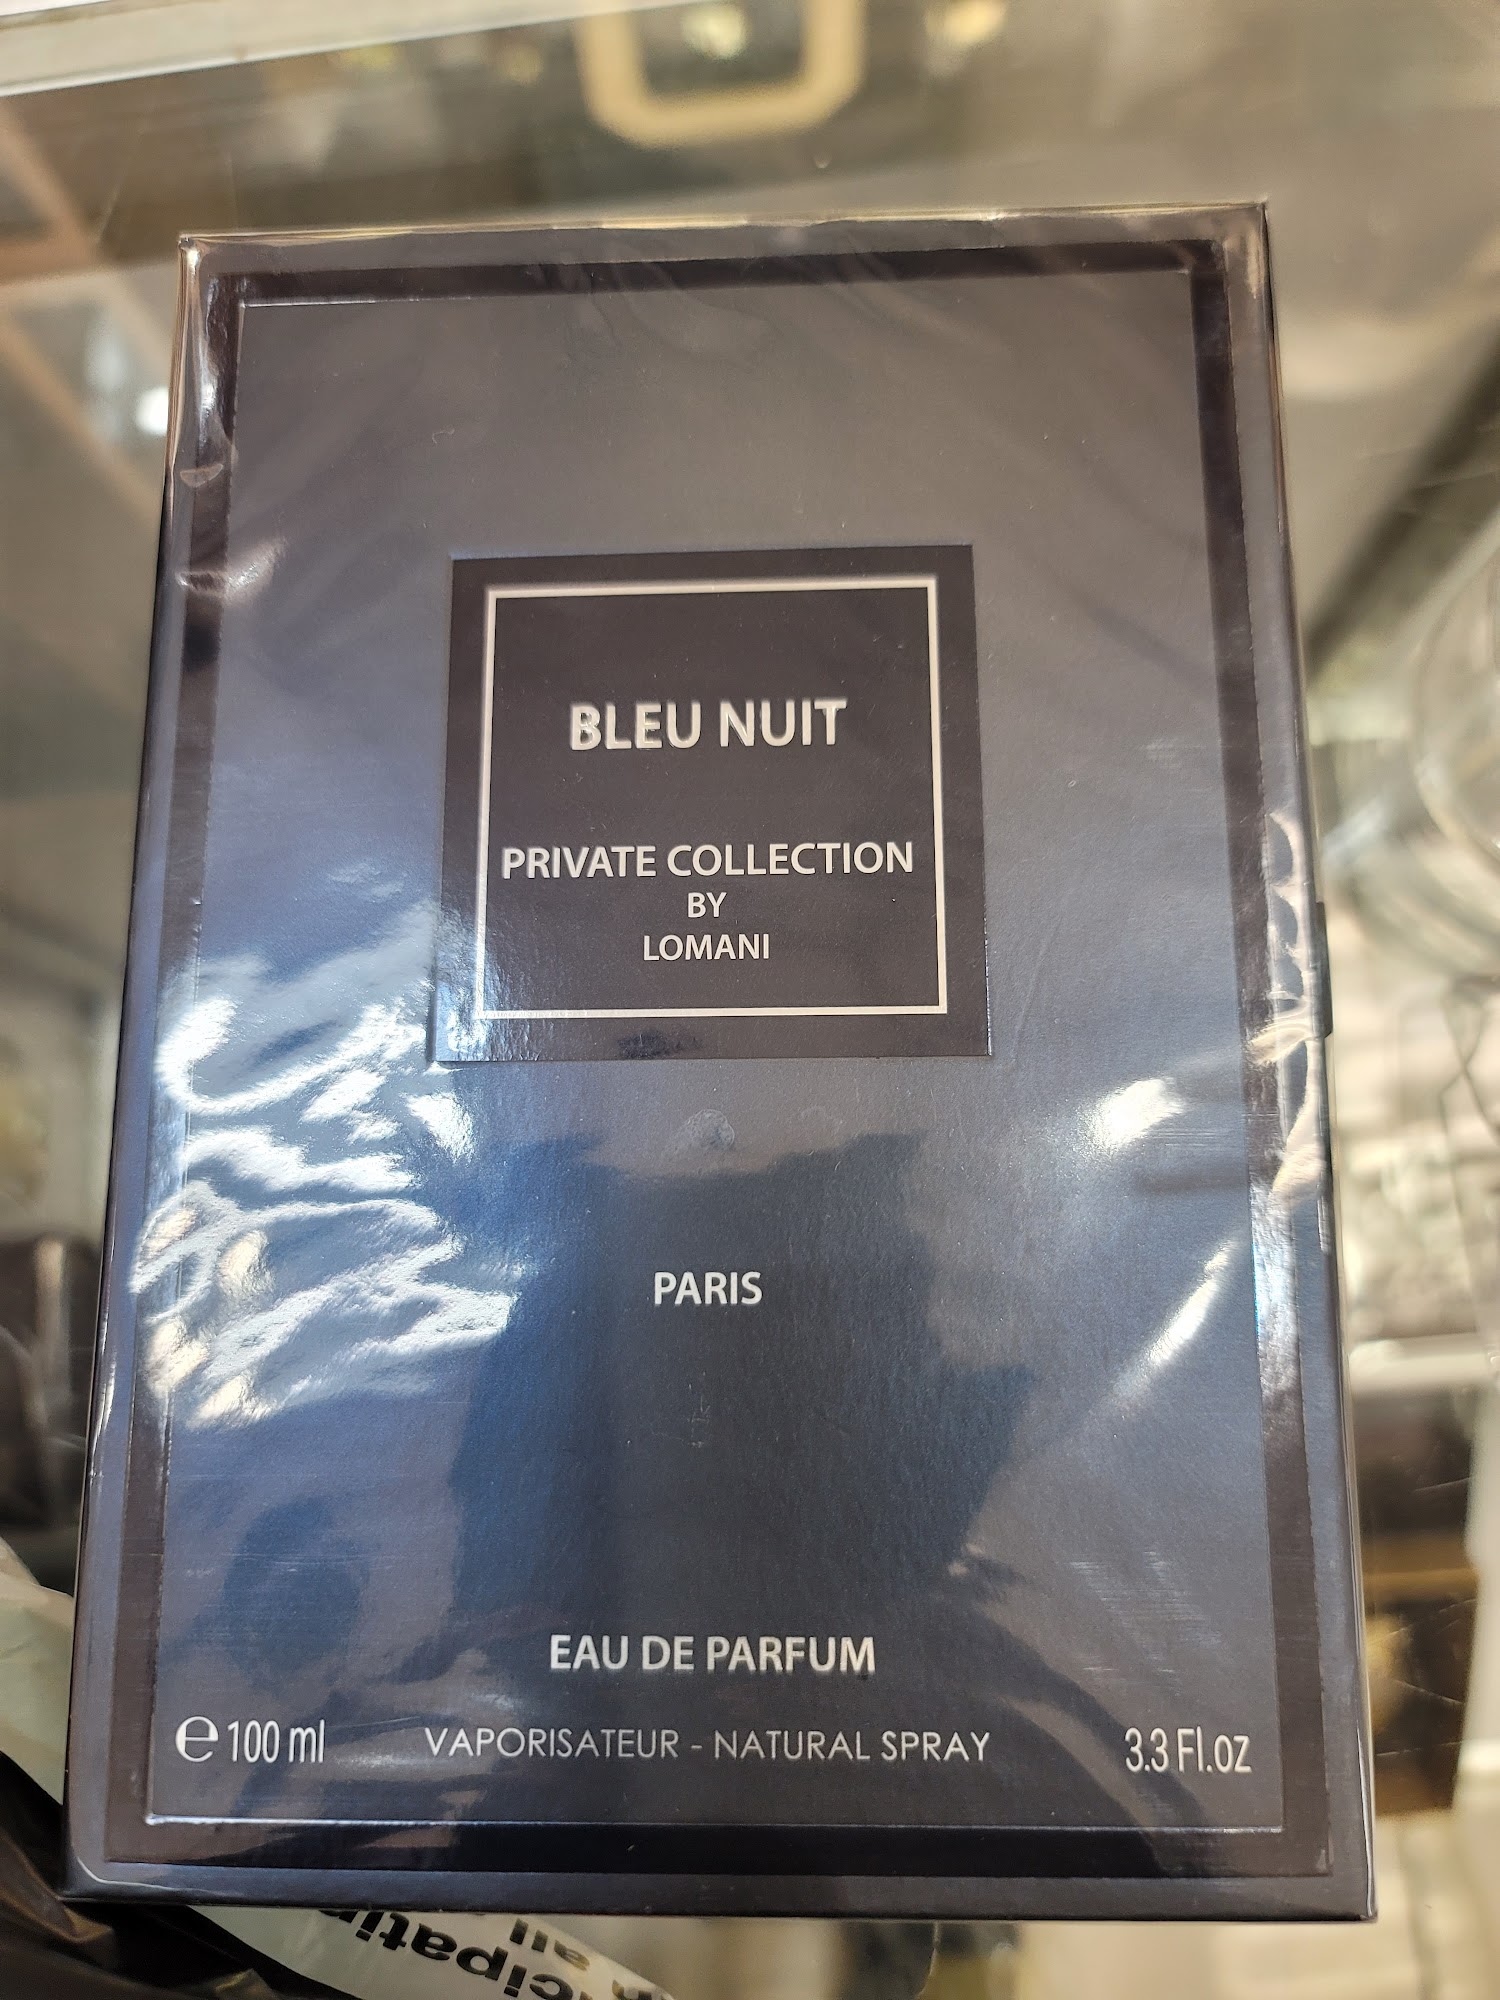 BLEU NUIT
PRIVATE COLLECTION
BY
LOMANI
PARIS
EAU DE PARFUM
℮ 100 ml VAPORISATEUR - NATURAL SPRAY 3.3 Fl.oz